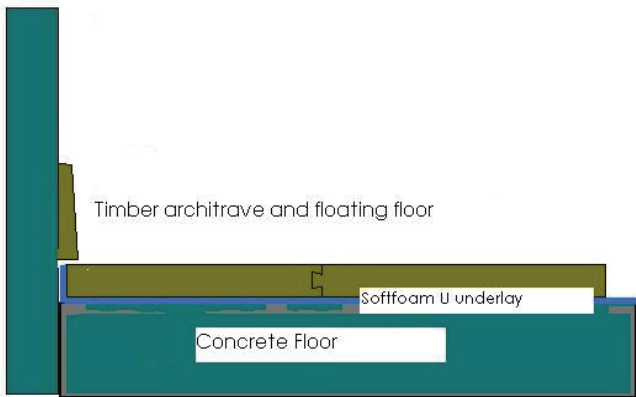 Timber architrave and floating floor
Softfoam U underlay
Concrete Floor